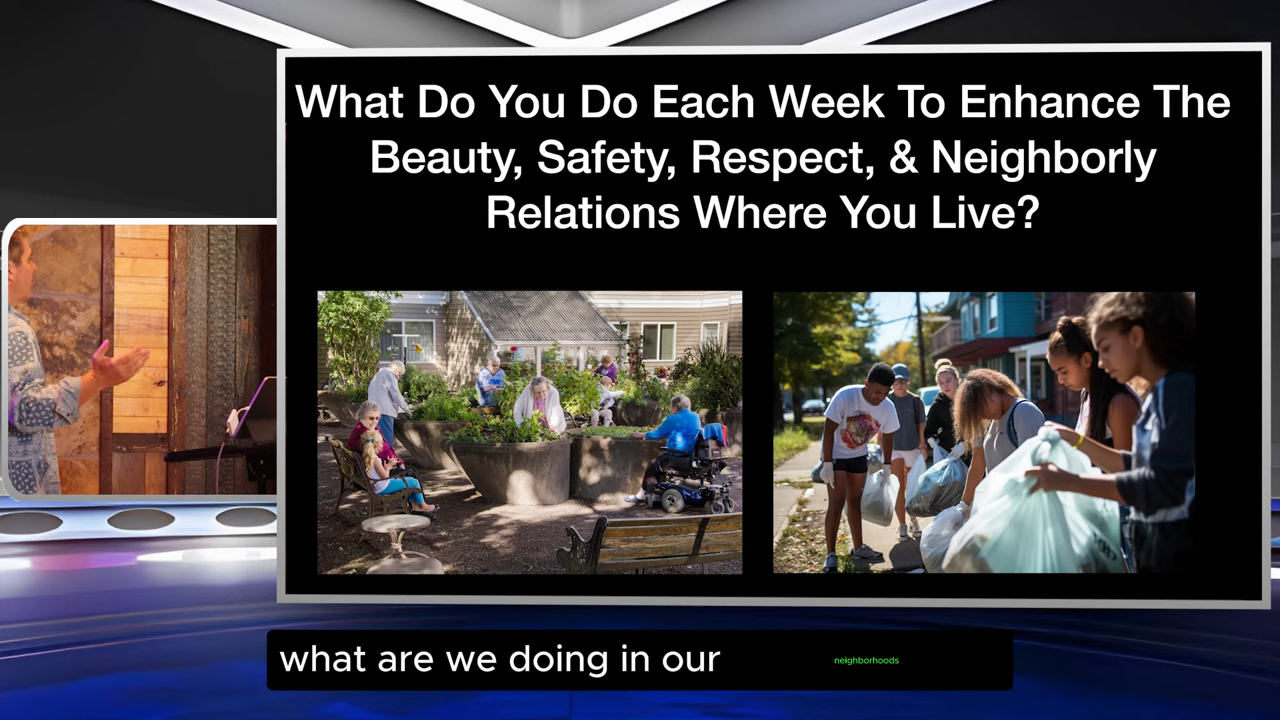 What Do You Do Each Week To Enhance The
Beauty, Safety, Respect, & Neighborly
Relations Where You Live?
what are we doing in our neighborhoods